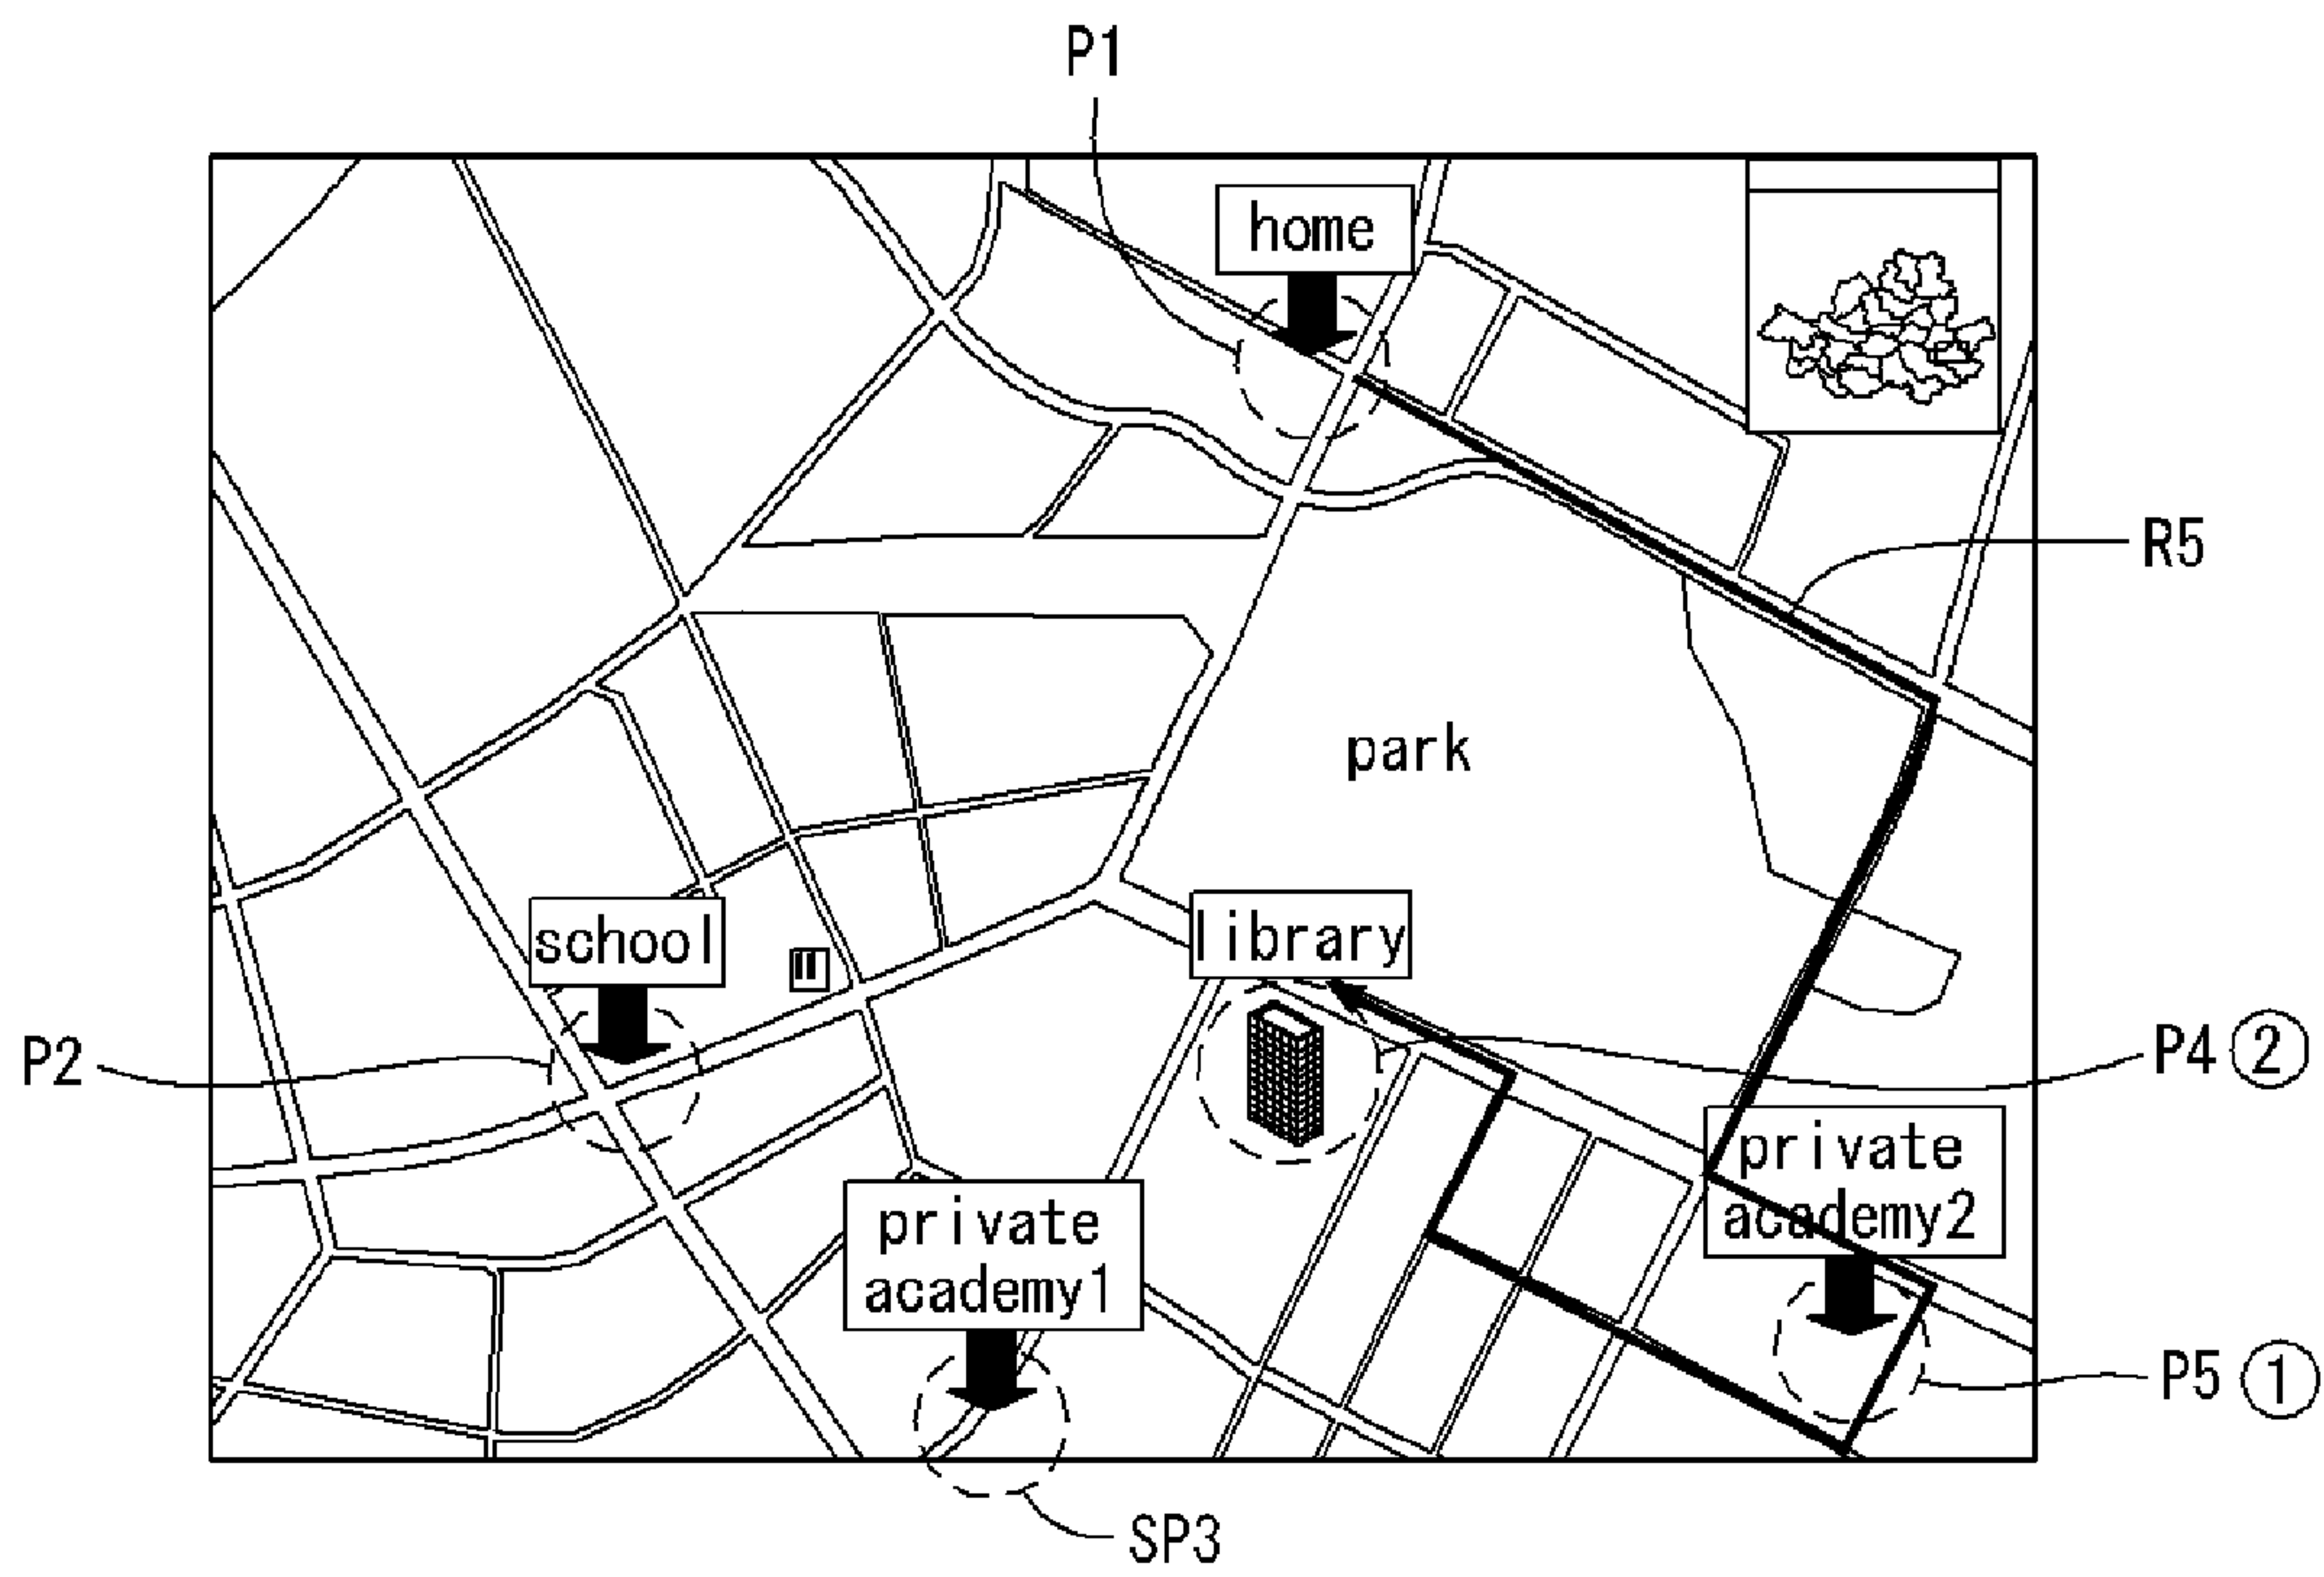 P1
home
R5
park
school
library
P2
P4 ②
private
academy2
private
academy1
P5 ①
SP3